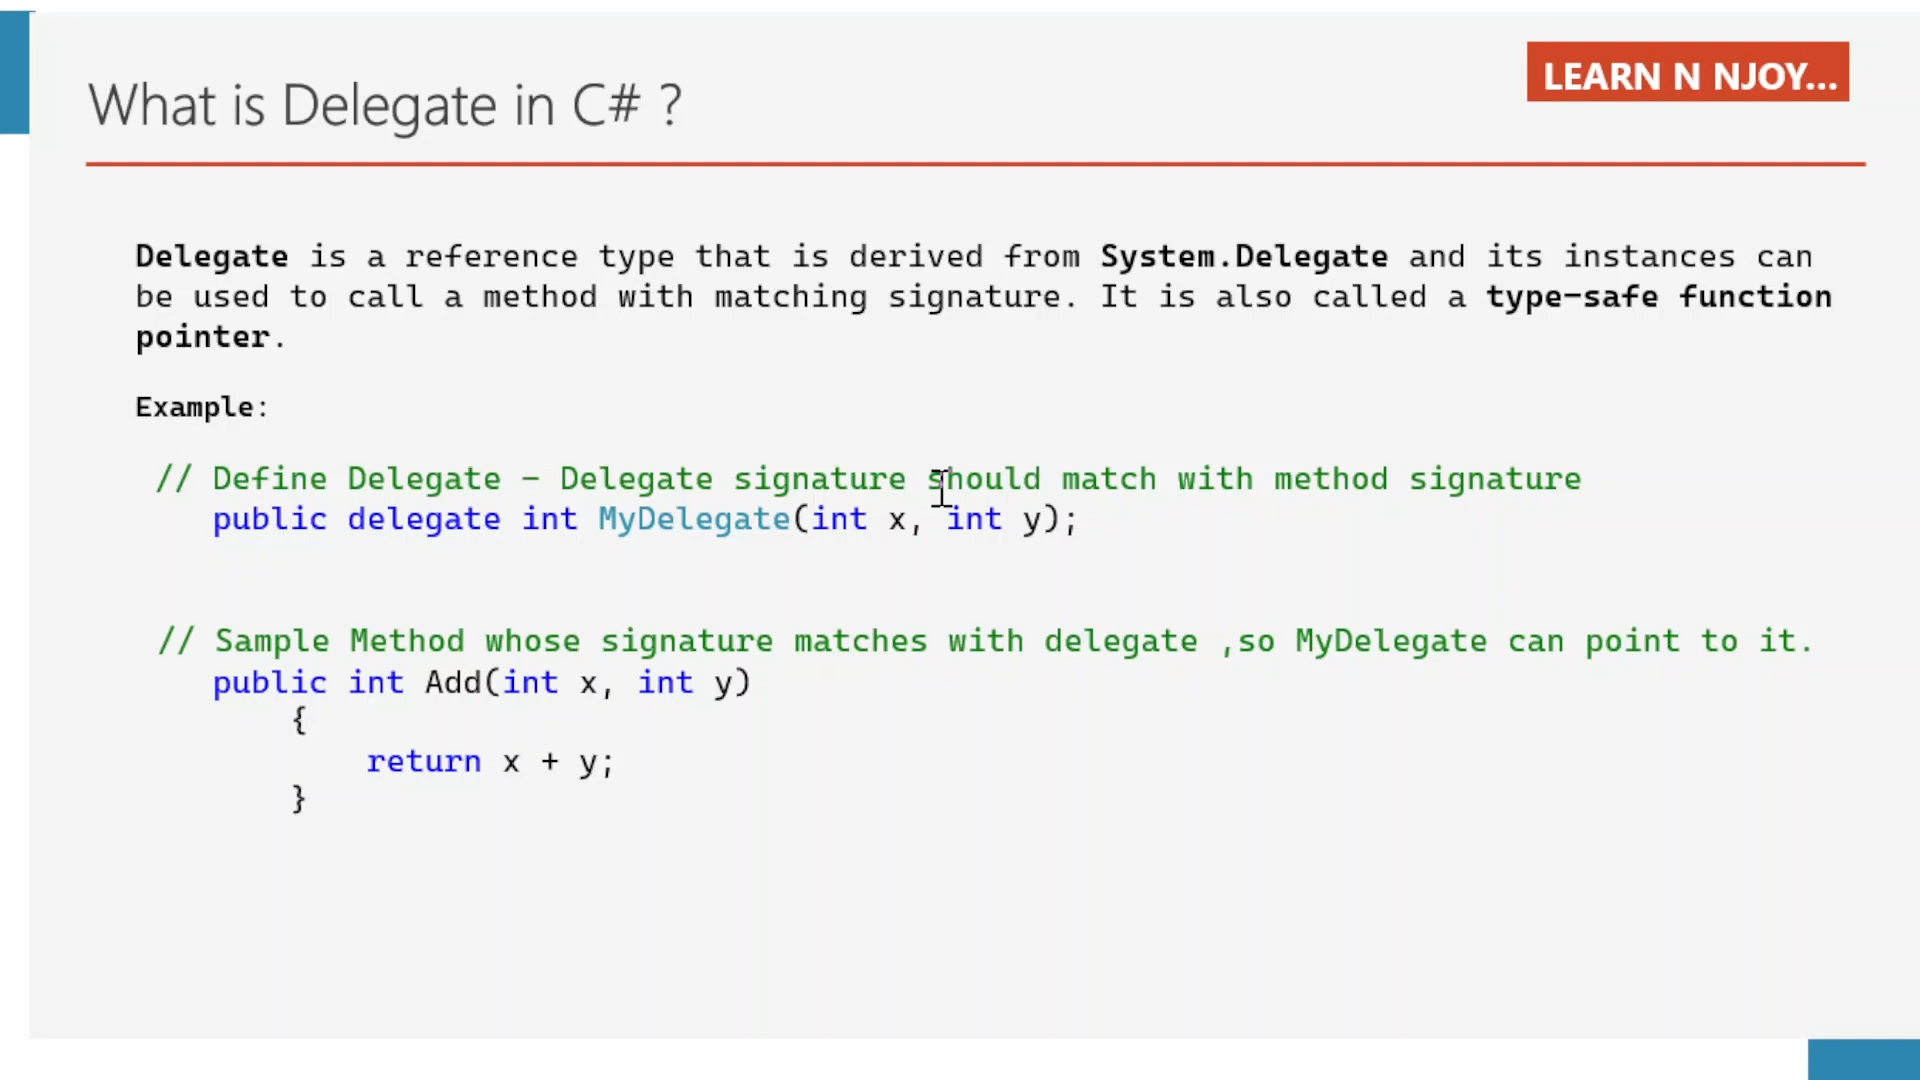 What is Delegate in C# ?
LEARN N NJOY...
Delegate is a reference type that is derived from System.Delegate and its instances can
be used to call a method with matching signature. It is also called a type-safe function
pointer.
Example:
// Define Delegate - Delegate signature should match with method signature
public delegate int MyDelegate(int x, int y);
// Sample Method whose signature matches with delegate ,so MyDelegate can point to it.
public int Add(int x, int y)
{
return x + y;
}